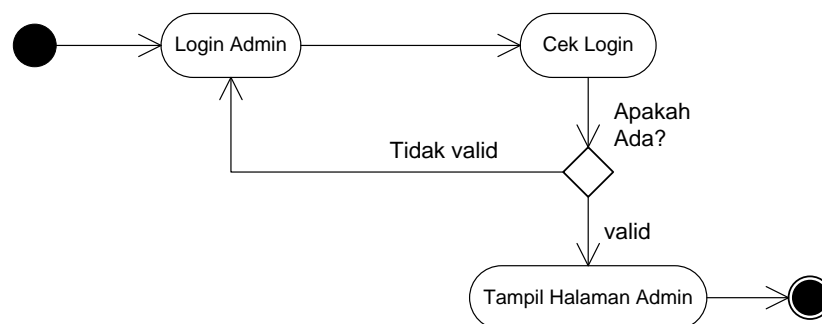 Login Admin
Cek Login
Apakah
Ada?
Tidak valid
valid
Tampil Halaman Admin